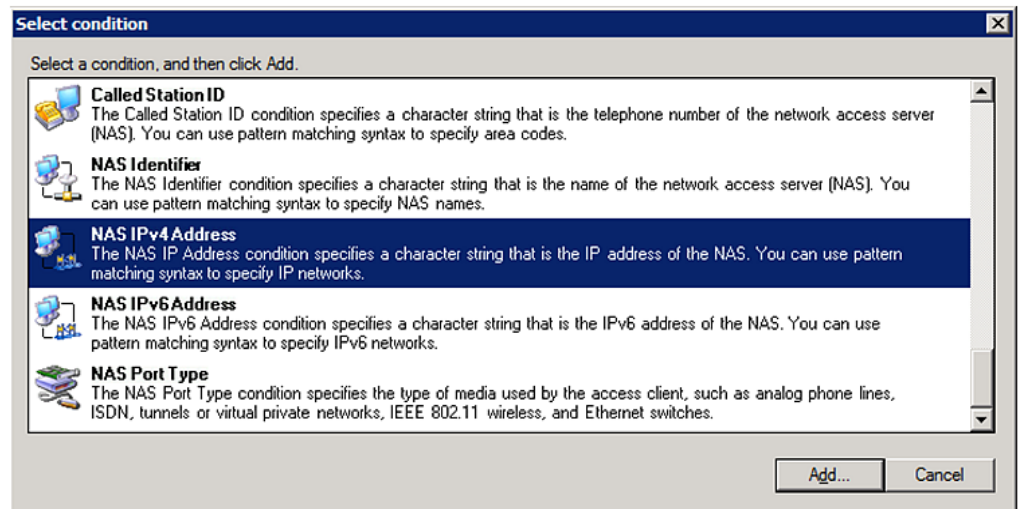 Select condition
Select a condition, and then click Add.
Called Station ID
The Called Station ID condition specifies a character string that is the telephone number of the network access server
(NAS). You can use pattern matching syntax to specify area codes.
NAS Identifier
The NAS Identifier condition specifies a character string that is the name of the network access server (NAS). You
can use pattern matching syntax to specify NAS names.
NAS IPv4 Address
The NAS IP Address condition specifies a character string that is the IP address of the NAS. You can use pattern
matching syntax to specify IP networks.
NAS IPv6 Address
The NAS IPv6 Address condition specifies a character string that is the IPv6 address of the NAS. You can use
pattern matching syntax to specify IPv6 networks.
NAS Port Type
The NAS Port Type condition specifies the type of media used by the access client, such as analog phone lines,
ISDN, tunnels or virtual private networks, IEEE 802.11 wireless, and Ethernet switches.
Add... Cancel